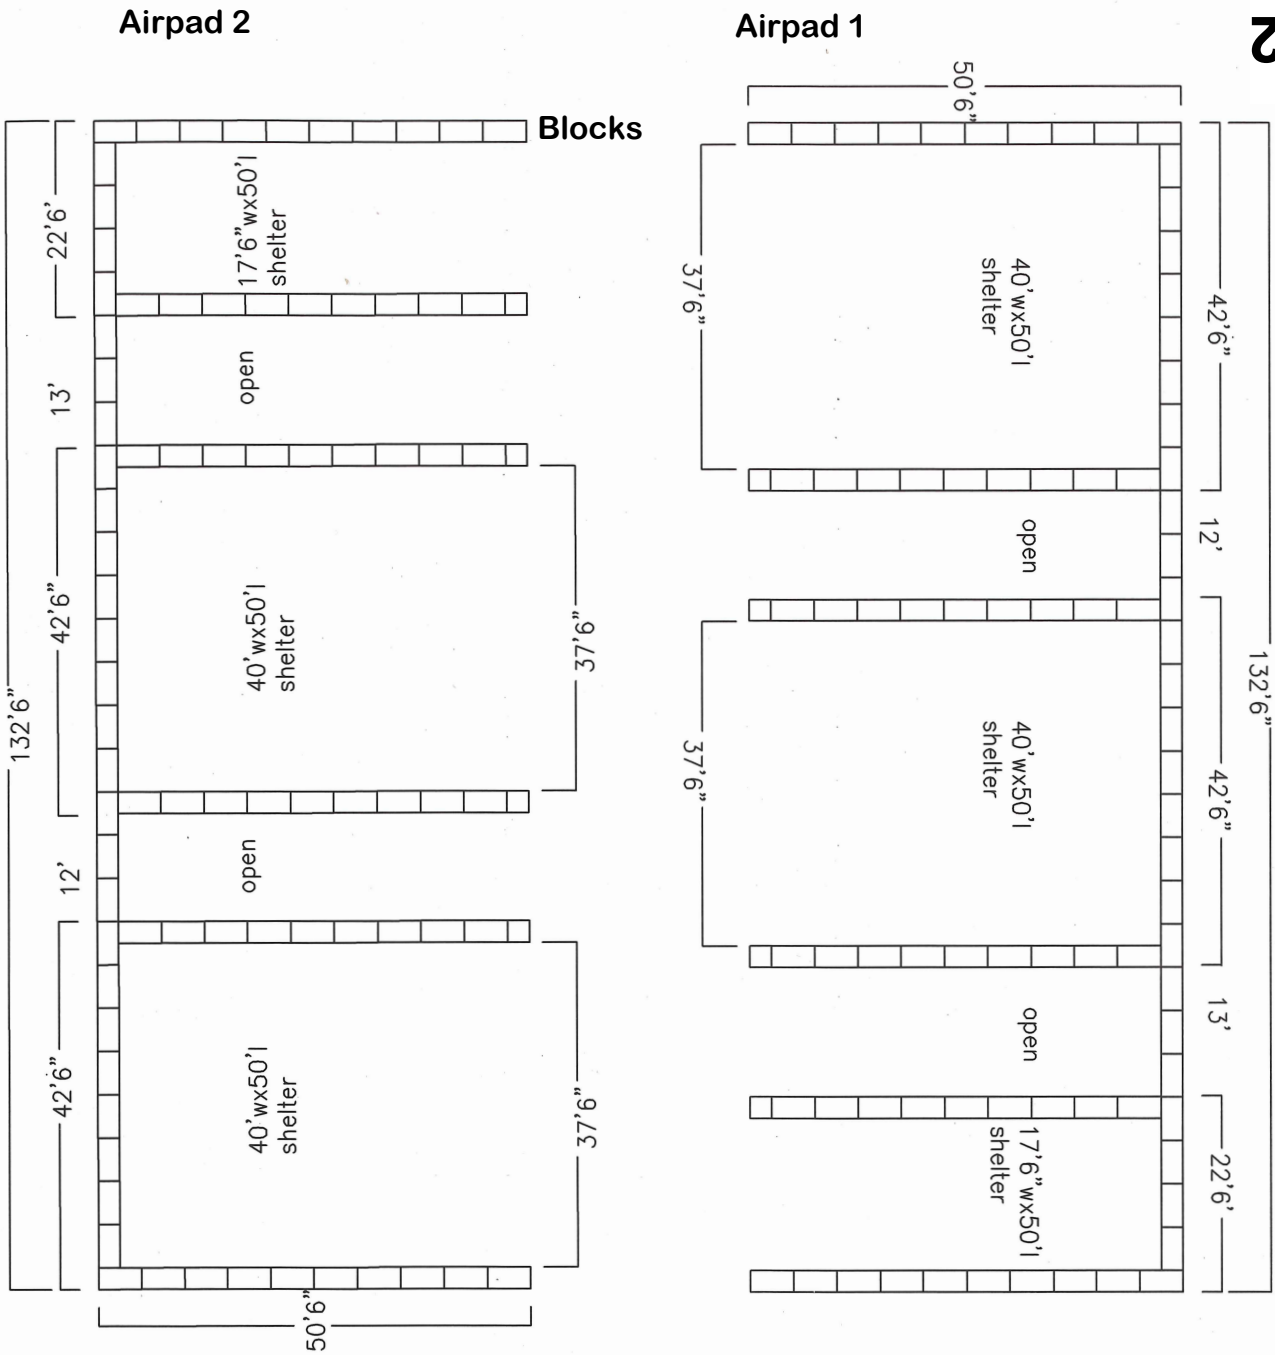 Airpad 2
Airpad 1
2
50'6"
Blocks
132'6"
22'6'
17'6"wx50'l
shelter
13'
open
42'6"
40'wx50'l
shelter
37'6"
12'
open
42'6"
40'wx50'l
shelter
37'6"
50'6"
37'6"
40'wx50'l
shelter
42'6"
132'6"
open
12'
37'6"
40'wx50'l
shelter
42'6"
open
13'
17'6"wx50'l
shelter
22'6'